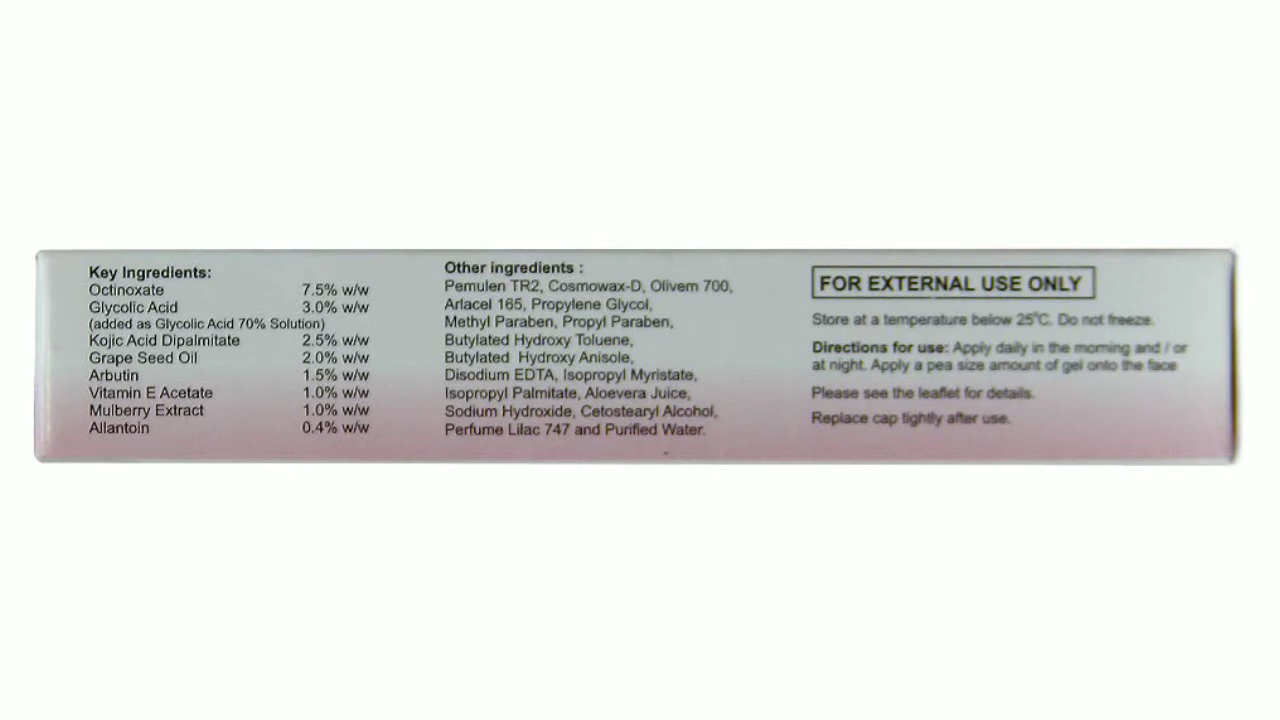 Key Ingredients:
Octinoxate 7.5% w/w
Glycolic Acid 3.0% w/w
(added as Glycolic Acid 70% Solution)
Kojic Acid Dipalmitate 2.5% w/w
Grape Seed Oil 2.0% w/w
Arbutin 1.5% w/w
Vitamin E Acetate 1.0% w/w
Mulberry Extract 1.0% w/w
Allantoin 0.4% w/w
Other ingredients :
Pemulen TR2, Cosmowax-D, Olivem 700,
Arlacel 165, Propylene Glycol,
Methyl Paraben, Propyl Paraben,
Butylated Hydroxy Toluene,
Butylated Hydroxy Anisole,
Disodium EDTA, Isopropyl Myristate,
Isopropyl Palmitate, Aloevera Juice,
Sodium Hydroxide, Cetostearyl Alcohol,
Perfume Lilac 747 and Purified Water.
FOR EXTERNAL USE ONLY
Store at a temperature below 25°C. Do not freeze.
Directions for use: Apply daily in the morning and / or
at night. Apply a pea size amount of gel onto the face
Please see the leaflet for details.
Replace cap tightly after use.